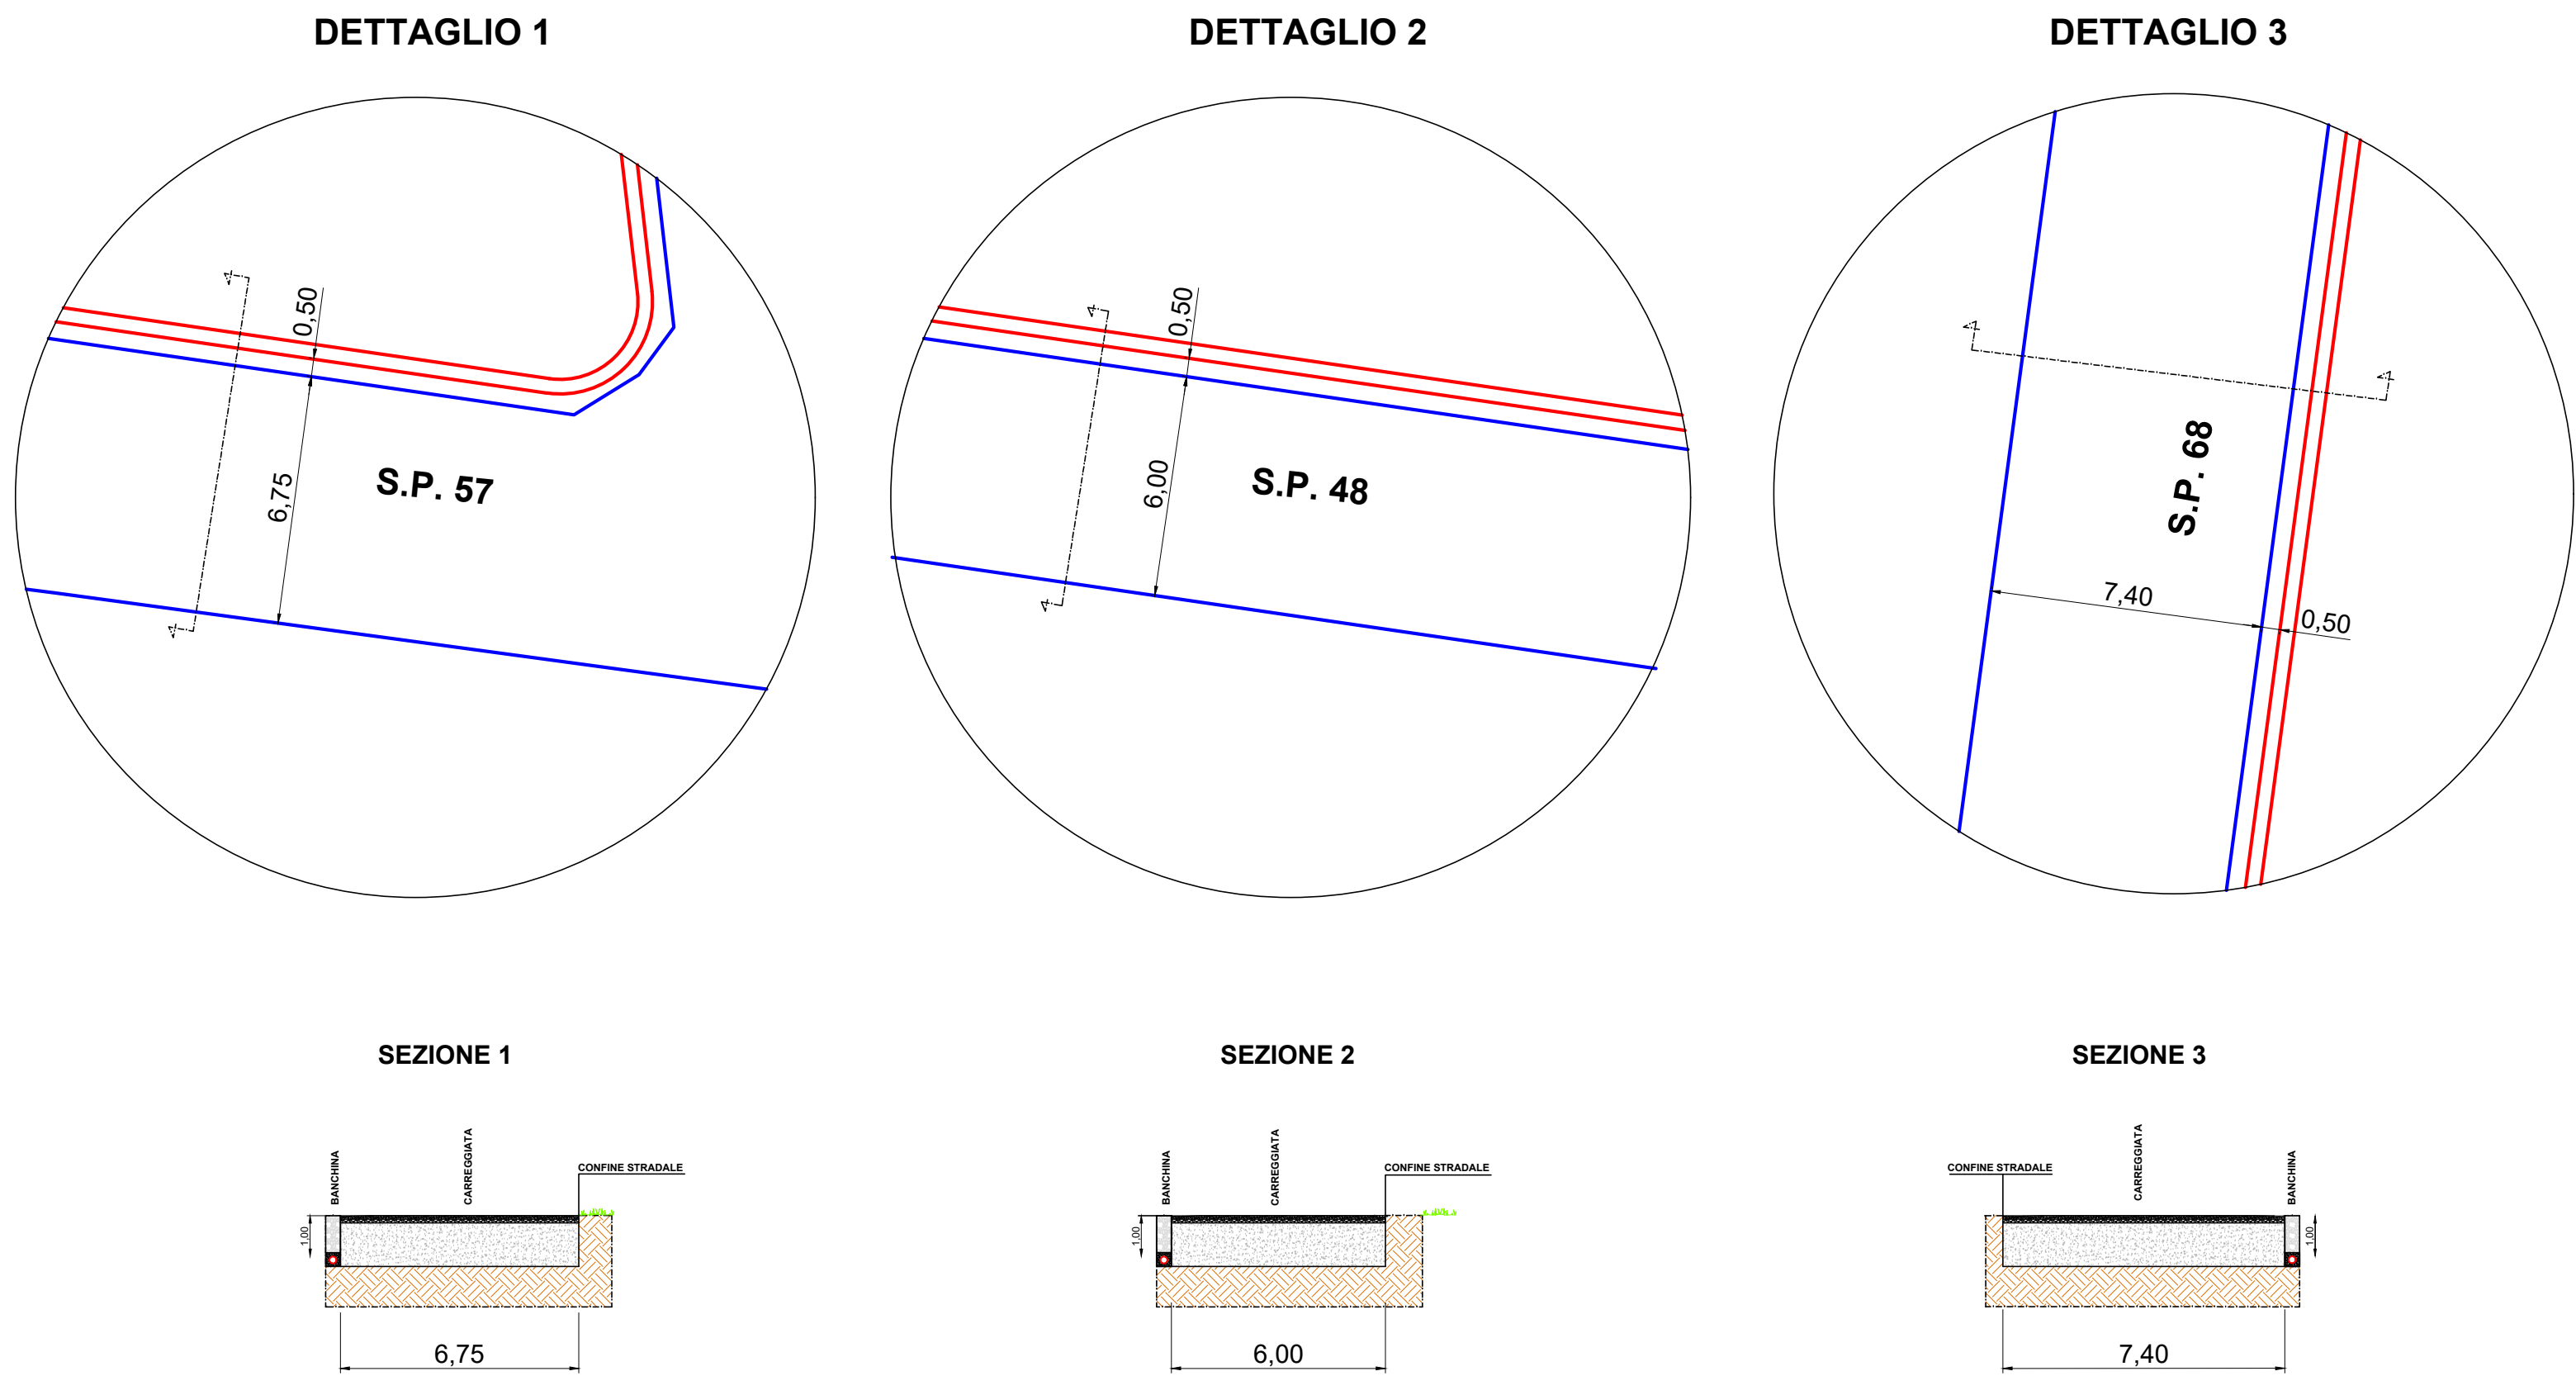 DETTAGLIO 1
DETTAGLIO 2
DETTAGLIO 3
0,50
6,75
S.P. 57
0,50
6,00
S.P. 48
S.P. 68
7,40
0,50
SEZIONE 1
SEZIONE 2
SEZIONE 3
BANCHINA
CARREGGIATA
CONFINE STRADALE
1,00
6,75
BANCHINA
CARREGGIATA
CONFINE STRADALE
1,00
6,00
CONFINE STRADALE
CARREGGIATA
BANCHINA
1,00
7,40